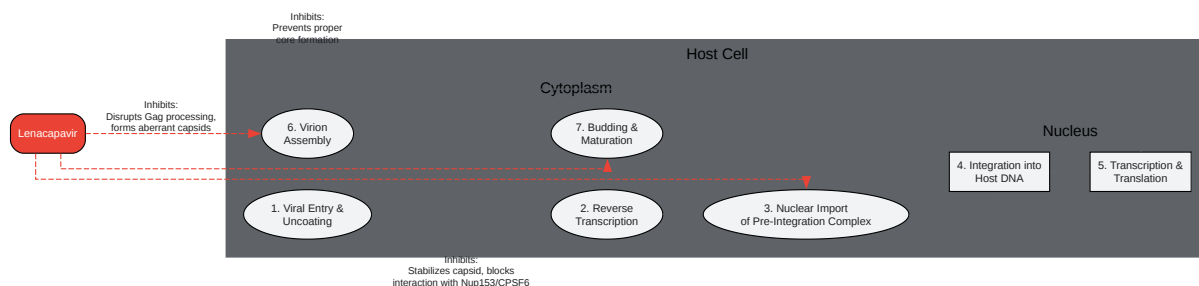 Inhibits:
Prevents proper
core formation
Host Cell
Cytoplasm
Inhibits:
Disrupts Gag processing,
forms aberrant capsids
Lenacapavir
6. Virion
Assembly
7. Budding &
Maturation
Nucleus
4. Integration into
Host DNA
5. Transcription &
Translation
1. Viral Entry &
Uncoating
2. Reverse
Transcription
3. Nuclear Import
of Pre-Integration Complex
Inhibits:
Stabilizes capsid, blocks
interaction with Nup153/CPSF6